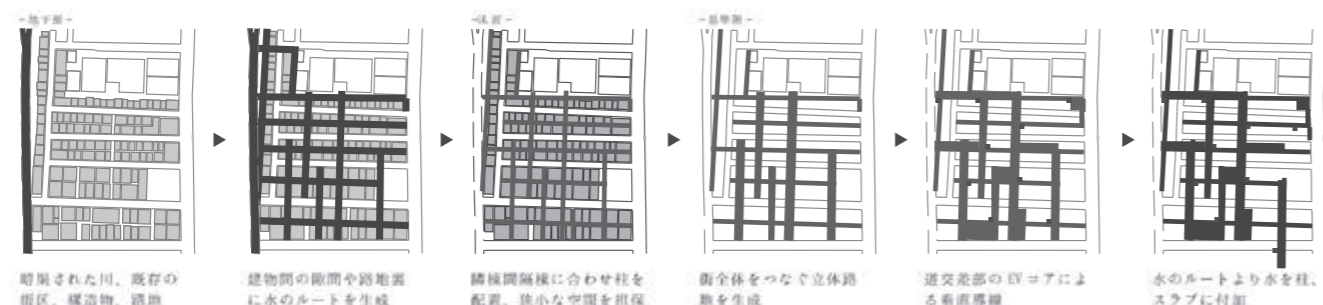 -地下部-
-法面-
-基準階-
暗渠された川、既存の
街区、構造物、路地
建物間の隙間や路地裏
に水のルートを生成
隣棟間隔棟に合わせ柱を
配置。狭小な空間を担保
街全体をつなぐ立体路
地を生成
道交差部の EV コアによ
る垂直導線
水のルートより水を柱、
スラブに付加